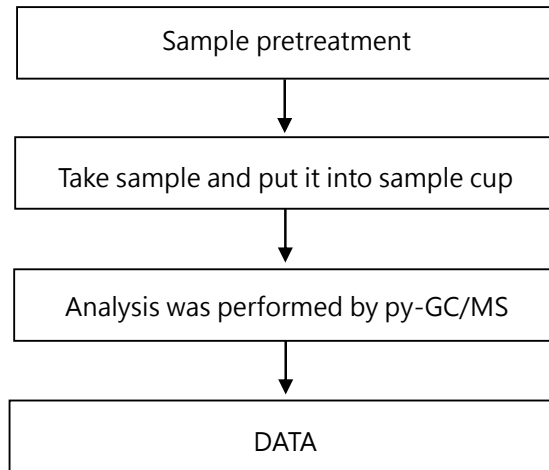 Sample pretreatment
Take sample and put it into sample cup
Analysis was performed by py-GC/MS
DATA